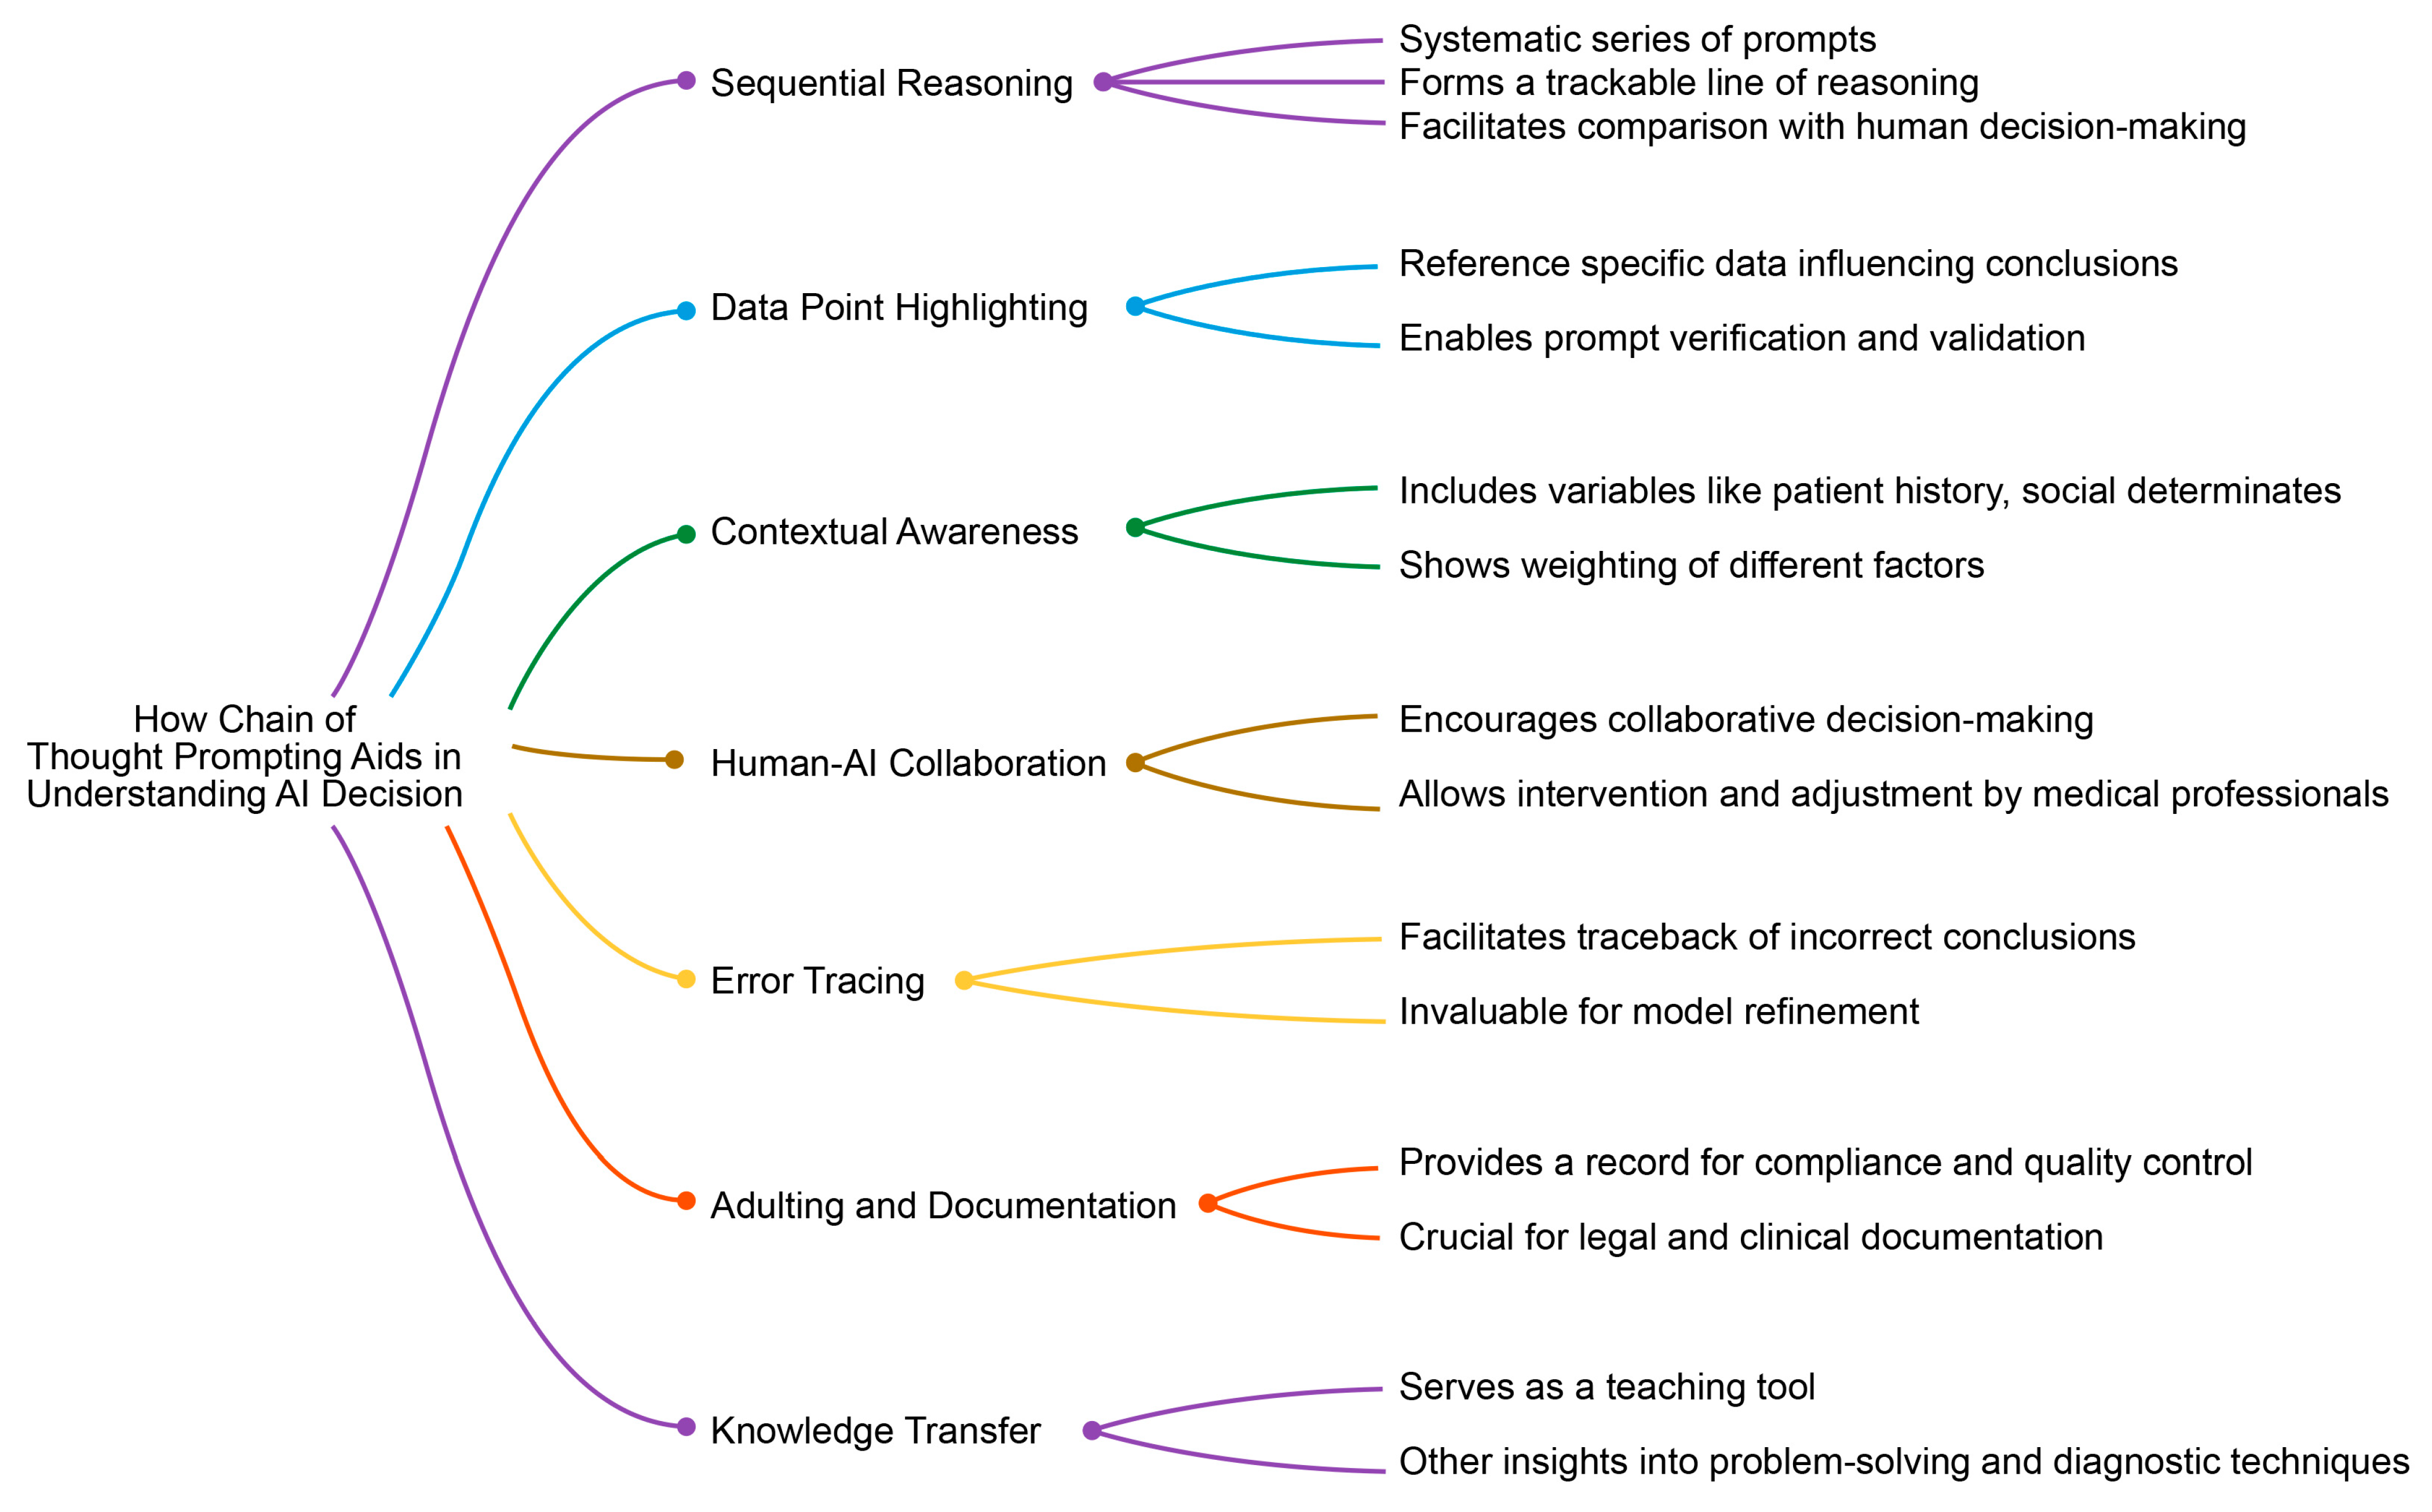 How Chain of
Thought Prompting Aids in
Understanding AI Decision
Sequential Reasoning
Systematic series of prompts
Forms a trackable line of reasoning
Facilitates comparison with human decision-making
Data Point Highlighting
Reference specific data influencing conclusions
Enables prompt verification and validation
Contextual Awareness
Includes variables like patient history, social determinates
Shows weighting of different factors
Human-AI Collaboration
Encourages collaborative decision-making
Allows intervention and adjustment by medical professionals
Error Tracing
Facilitates traceback of incorrect conclusions
Invaluable for model refinement
Adulting and Documentation
Provides a record for compliance and quality control
Crucial for legal and clinical documentation
Knowledge Transfer
Serves as a teaching tool
Other insights into problem-solving and diagnostic techniques